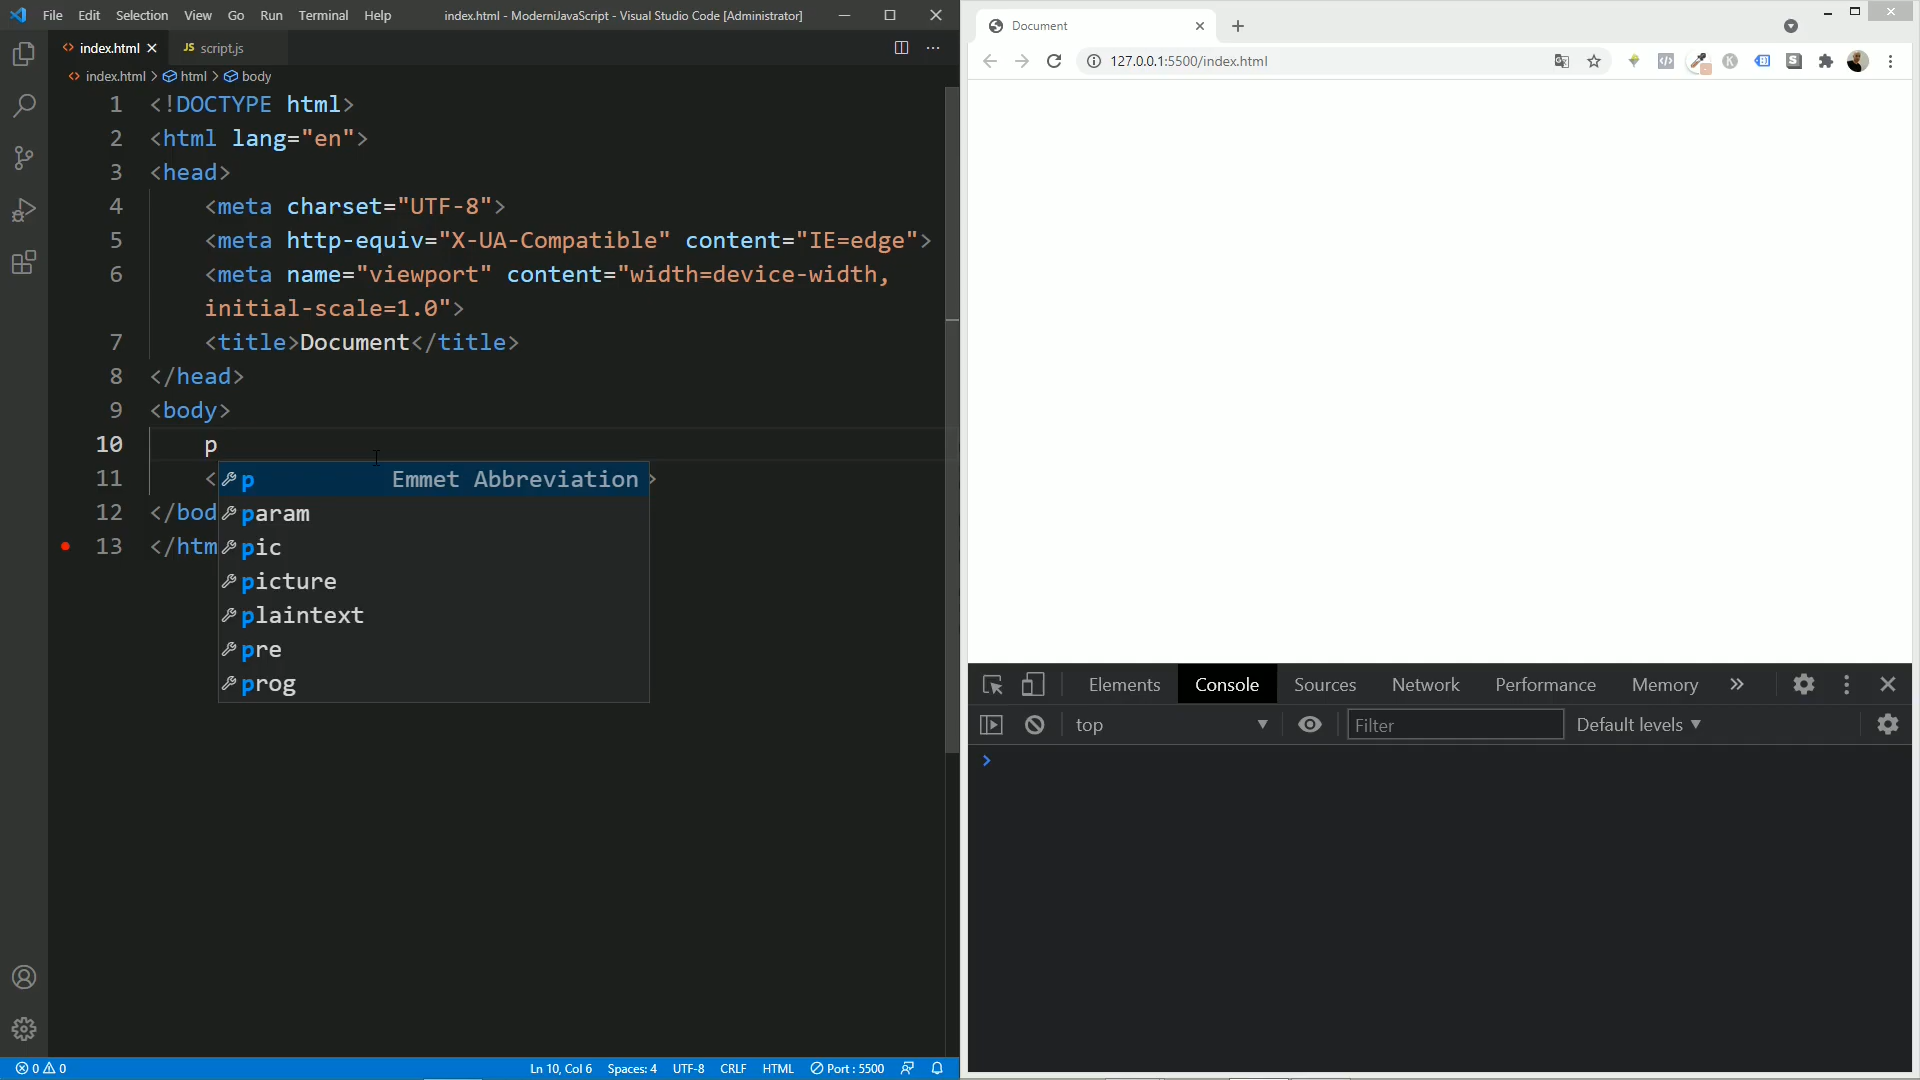 File Edit Selection View Go Run Terminal Help index.html - ModerniJavaScript - Visual Studio Code [Administrator]
index.html JS script.js
index.html > html > body
1 <!DOCTYPE html>
2 <html lang="en">
3 <head>
4 <meta charset="UTF-8">
5 <meta http-equiv="X-UA-Compatible" content="IE=edge">
6 <meta name="viewport" content="width=device-width,
initial-scale=1.0">
7 <title>Document</title>
8 </head>
9 <body>
10 p
11 < >
12 </bod
13 </htm
p Emmet Abbreviation
param
pic
picture
plaintext
pre
prog
0 0 Ln 10, Col 6 Spaces: 4 UTF-8 CRLF HTML Port : 5500
Document
127.0.0.1:5500/index.html
Elements Console Sources Network Performance Memory
top Filter Default levels